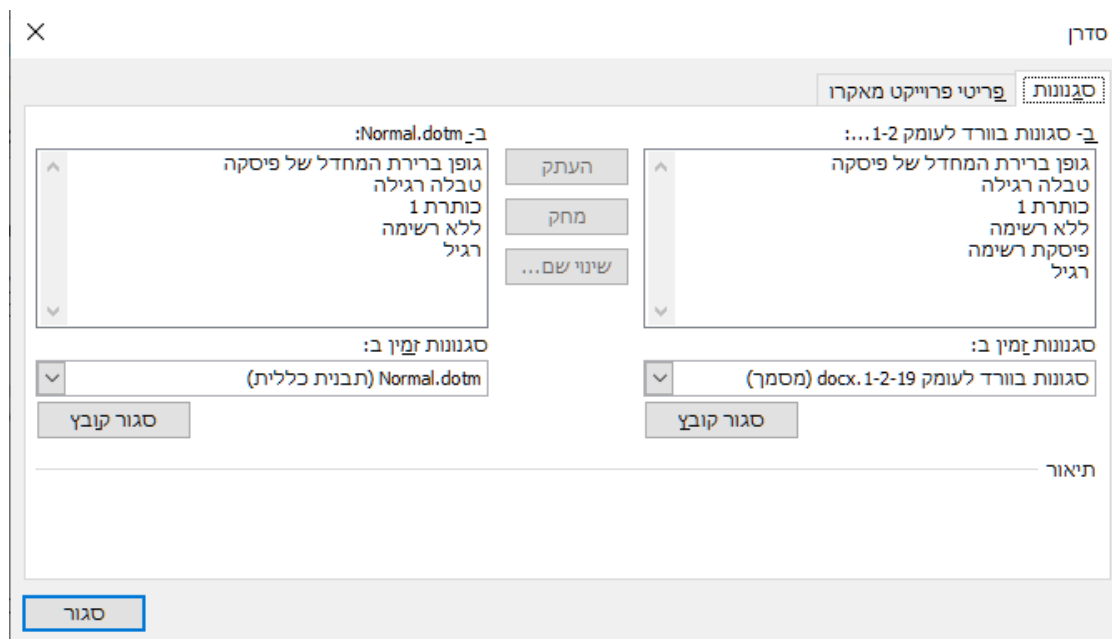 סדרן
סגנונות
פריטי פרוייקט מאקרו
ב- סגנונות בוורד לעומק 1-2...:
גופן ברירת המחדל של פיסקה
טבלה רגילה
כותרת 1
ללא רשימה
פיסקת רשימה
רגיל
סגנונות זמין ב:
סגנונות בוורד לעומק 1-2-19.docx (מסמך)
סגור קובץ
העתק
מחק
שינוי שם...
ב- Normal.dotm:
גופן ברירת המחדל של פיסקה
טבלה רגילה
כותרת 1
ללא רשימה
רגיל
סגנונות זמין ב:
Normal.dotm (תבנית כללית)
סגור קובץ
תיאור
סגור